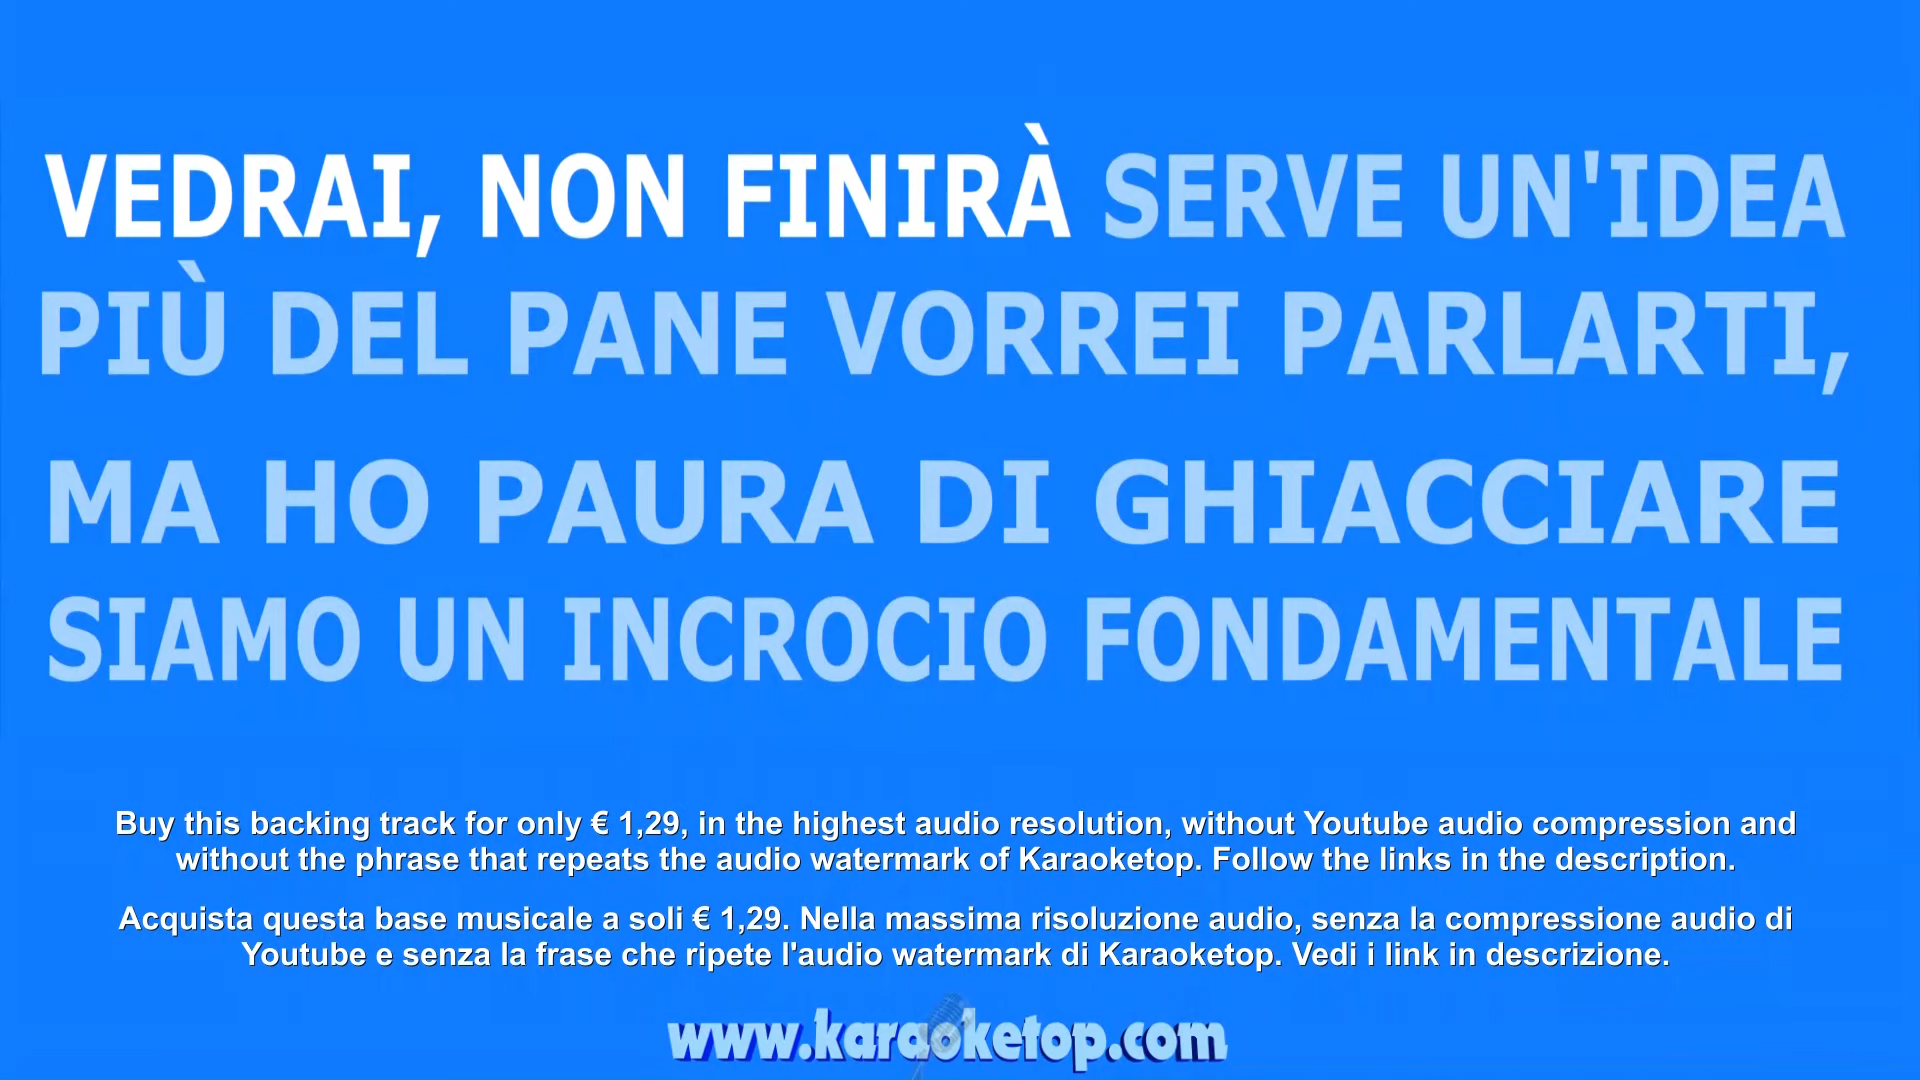 VEDRAI, NON FINIRÀ SERVE UN'IDEA
PIÙ DEL PANE VORREI PARLARTI,
MA HO PAURA DI GHIACCIARE
SIAMO UN INCROCIO FONDAMENTALE
Buy this backing track for only € 1,29, in the highest audio resolution, without Youtube audio compression and
without the phrase that repeats the audio watermark of Karaoketop. Follow the links in the description.
Acquista questa base musicale a soli € 1,29. Nella massima risoluzione audio, senza la compressione audio di
Youtube e senza la frase che ripete l'audio watermark di Karaoketop. Vedi i link in descrizione.
www.karaoketop.com